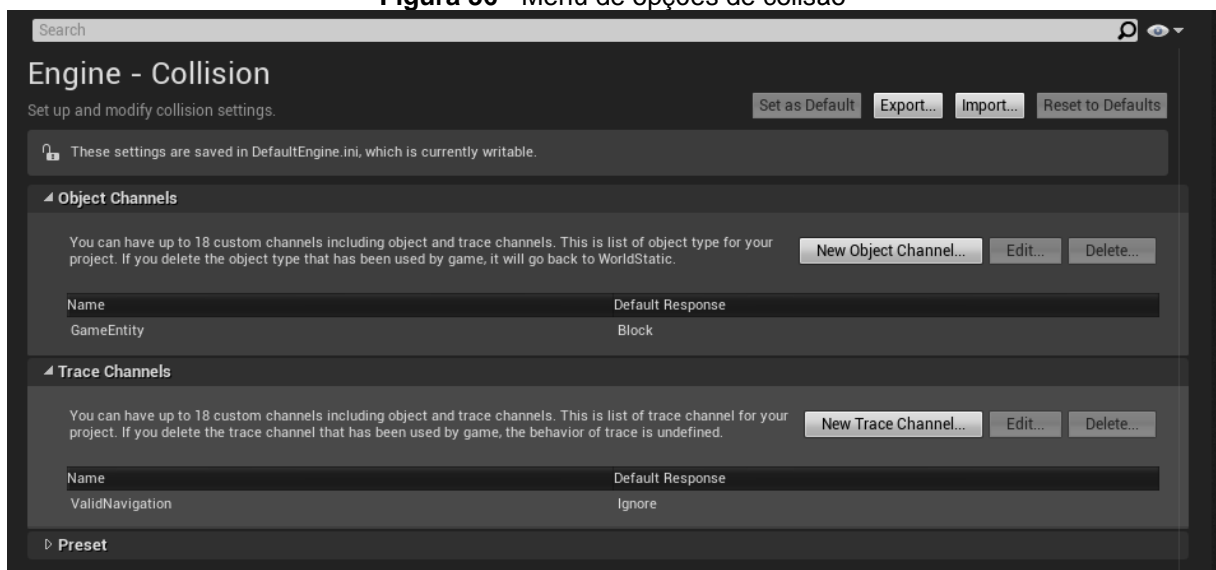 Figura 36 - Menu de opções de colisão
Search
Engine - Collision
Set up and modify collision settings.
Set as Default
Export...
Import...
Reset to Defaults
These settings are saved in DefaultEngine.ini, which is currently writable.
Object Channels
You can have up to 18 custom channels including object and trace channels. This is list of object type for your
project. If you delete the object type that has been used by game, it will go back to WorldStatic.
New Object Channel...
Edit...
Delete...
Name Default Response
GameEntity Block
Trace Channels
You can have up to 18 custom channels including object and trace channels. This is list of trace channel for your
project. If you delete the trace channel that has been used by game, the behavior of trace is undefined.
New Trace Channel...
Edit...
Delete...
Name Default Response
ValidNavigation Ignore
Preset